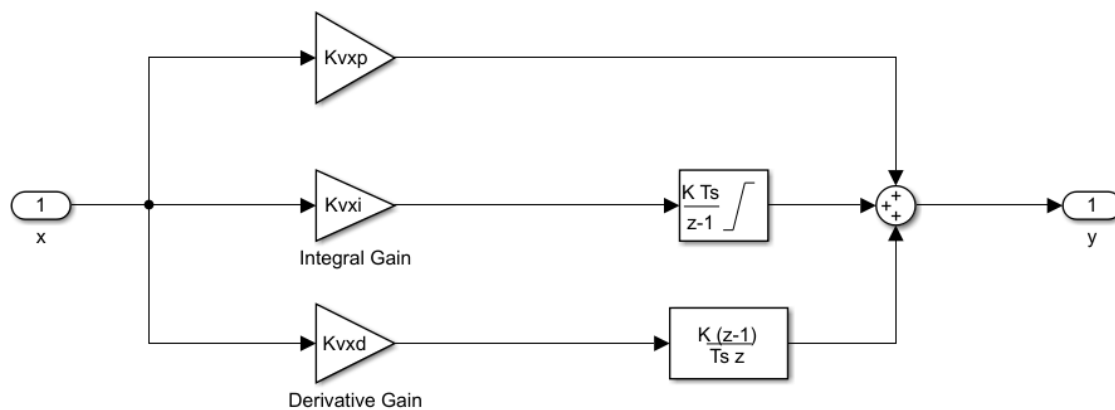 Kvxp
1
x
Kvxi
Integral Gain
K Ts
z-1
+
+
+
1
y
Kvxd
Derivative Gain
K (z-1)
Ts z